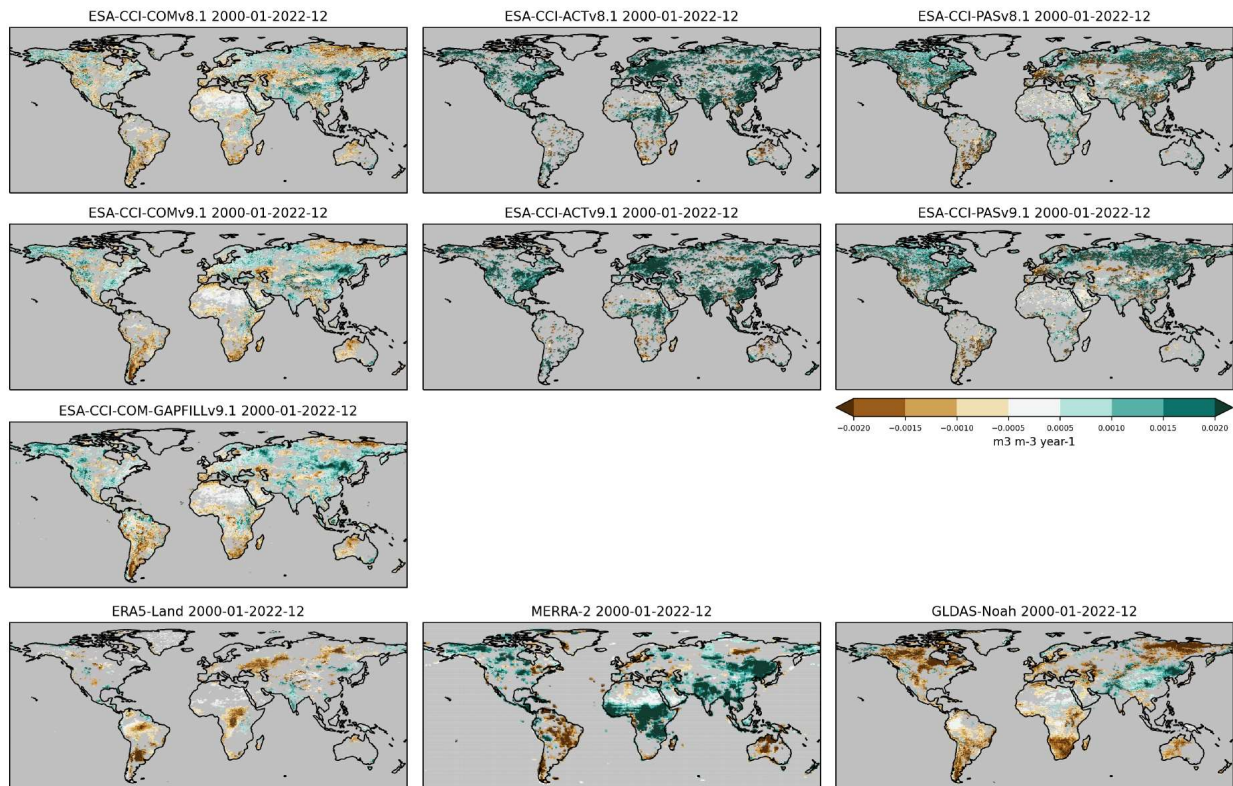 ESA-CCI-COMv8.1 2000-01-2022-12
ESA-CCI-ACTv8.1 2000-01-2022-12
ESA-CCI-PASv8.1 2000-01-2022-12
ESA-CCI-COMv9.1 2000-01-2022-12
ESA-CCI-ACTv9.1 2000-01-2022-12
ESA-CCI-PASv9.1 2000-01-2022-12
ESA-CCI-COM-GAPFILLv9.1 2000-01-2022-12
−0.0020 −0.0015 −0.0010 −0.0005 0.0005 0.0010 0.0015 0.0020
m3 m-3 year-1
ERA5-Land 2000-01-2022-12
MERRA-2 2000-01-2022-12
GLDAS-Noah 2000-01-2022-12